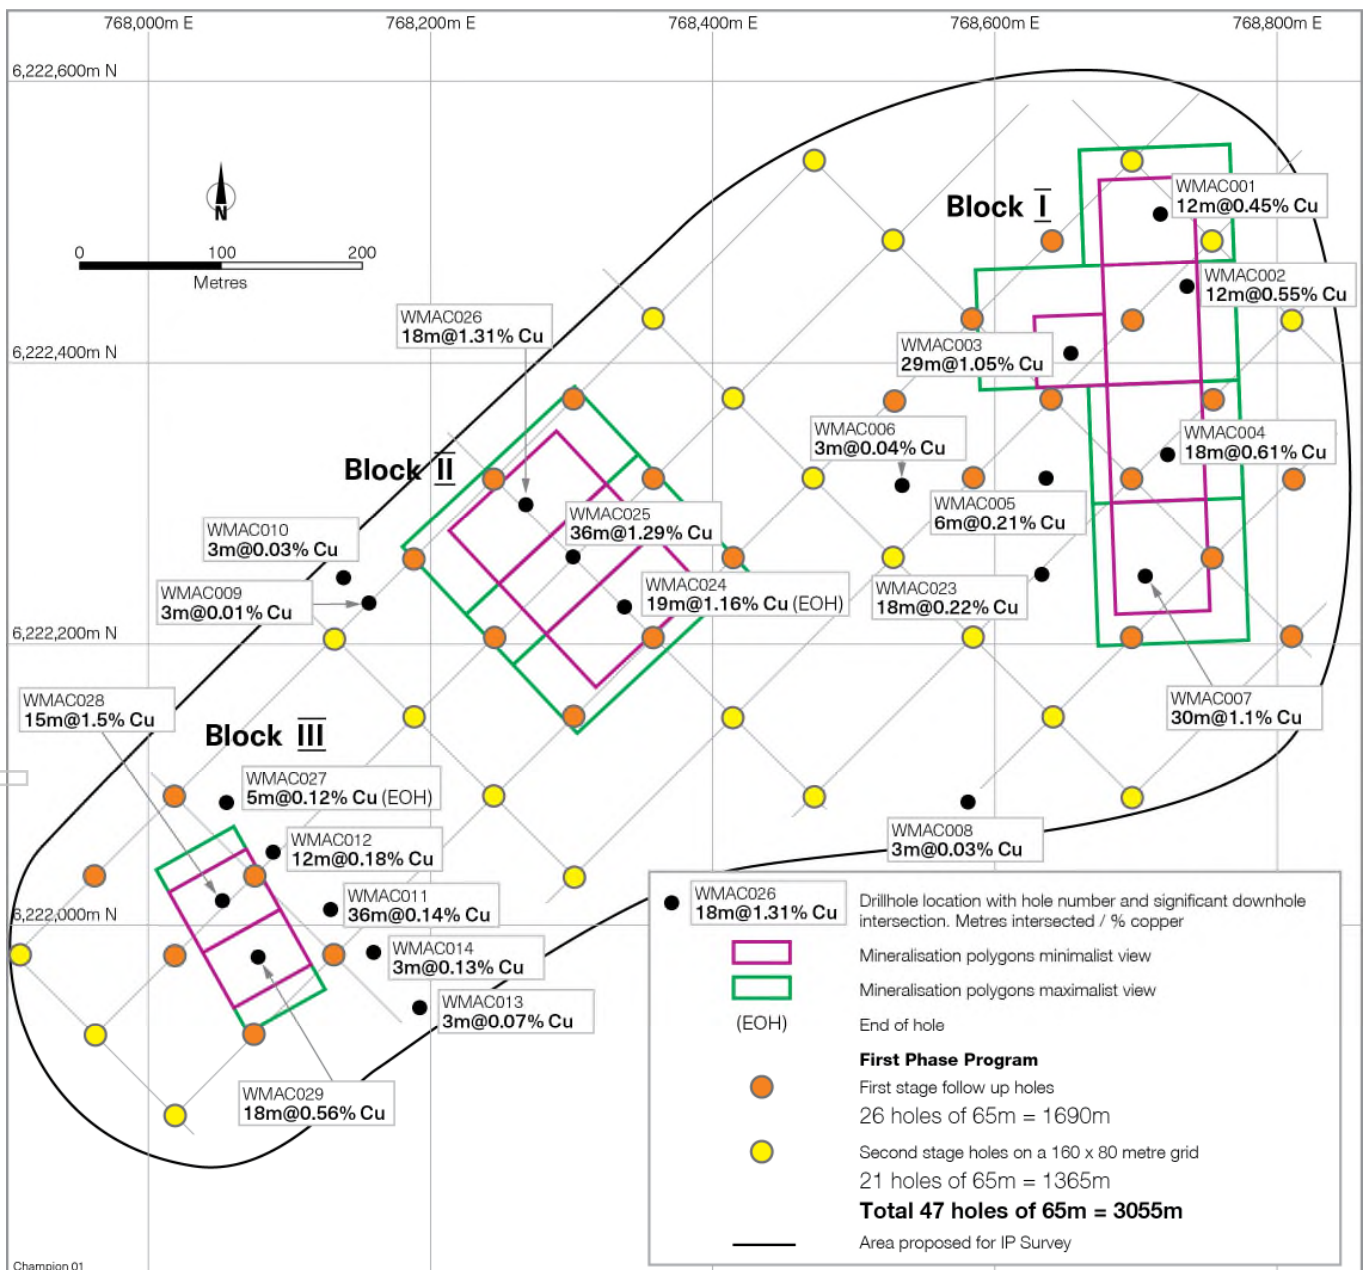 768,000m E
768,200m E
768,400m E
768,600m E
768,800m E
6,222,600m N
N
0 100 200
Metres
Block I
WMAC001
12m@0.45% Cu
WMAC002
12m@0.55% Cu
WMAC026
18m@1.31% Cu
WMAC003
29m@1.05% Cu
6,222,400m N
WMAC006
3m@0.04% Cu
WMAC004
18m@0.61% Cu
Block II
WMAC005
6m@0.21% Cu
WMAC025
36m@1.29% Cu
WMAC010
3m@0.03% Cu
WMAC009
3m@0.01% Cu
WMAC024
19m@1.16% Cu (EOH)
WMAC023
18m@0.22% Cu
6,222,200m N
WMAC028
15m@1.5% Cu
WMAC007
30m@1.1% Cu
Block III
WMAC027
5m@0.12% Cu (EOH)
WMAC012
12m@0.18% Cu
WMAC008
3m@0.03% Cu
WMAC011
36m@0.14% Cu
6,222,000m N
WMAC014
3m@0.13% Cu
WMAC013
3m@0.07% Cu
WMAC029
18m@0.56% Cu
WMAC026
18m@1.31% Cu
Drillhole location with hole number and significant downhole
intersection. Metres intersected / % copper
Mineralisation polygons minimalist view
Mineralisation polygons maximalist view
(EOH) End of hole
First Phase Program
First stage follow up holes
26 holes of 65m = 1690m
Second stage holes on a 160 x 80 metre grid
21 holes of 65m = 1365m
Total 47 holes of 65m = 3055m
Area proposed for IP Survey
Champion 01